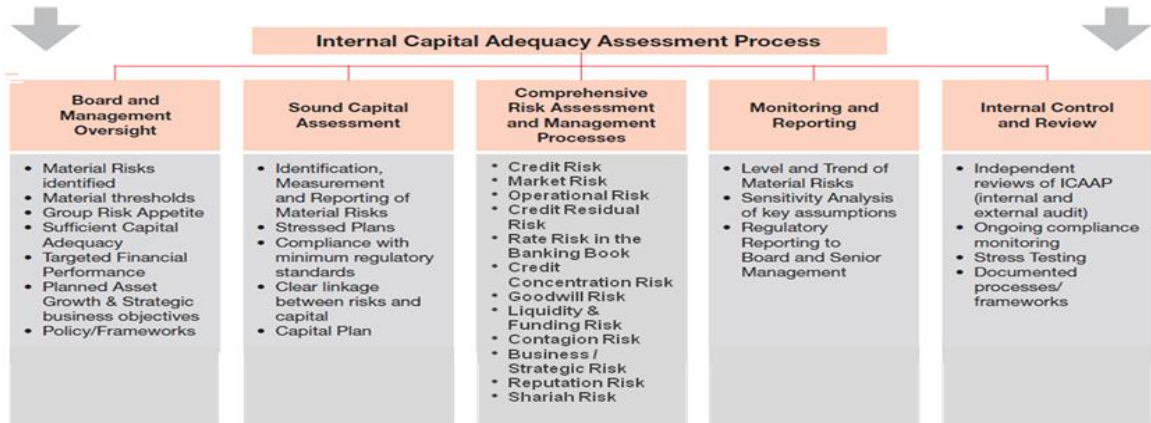 Internal Capital Adequacy Assessment Process
Board and
Management
Oversight
• Material Risks
identified
• Material thresholds
• Group Risk Appetite
• Sufficient Capital
Adequacy
• Targeted Financial
Performance
• Planned Asset
Growth & Strategic
business objectives
• Policy/Frameworks
Sound Capital
Assessment
• Identification,
Measurement
and Reporting of
Material Risks
• Stressed Plans
• Compliance with
minimum regulatory
standards
• Clear linkage
between risks and
capital
• Capital Plan
Comprehensive
Risk Assessment
and Management
Processes
• Credit Risk
• Market Risk
• Operational Risk
• Credit Residual
Risk
• Rate Risk in the
Banking Book
• Credit
Concentration Risk
• Goodwill Risk
• Liquidity &
Funding Risk
• Contagion Risk
• Business /
Strategic Risk
• Reputation Risk
• Shariah Risk
Monitoring and
Reporting
• Level and Trend of
Material Risks
• Sensitivity Analysis
of key assumptions
• Regulatory
Reporting to
Board and Senior
Management
Internal Control
and Review
• Independent
reviews of ICAAP
(internal and
external audit)
• Ongoing compliance
monitoring
• Stress Testing
• Documented
processes/
frameworks